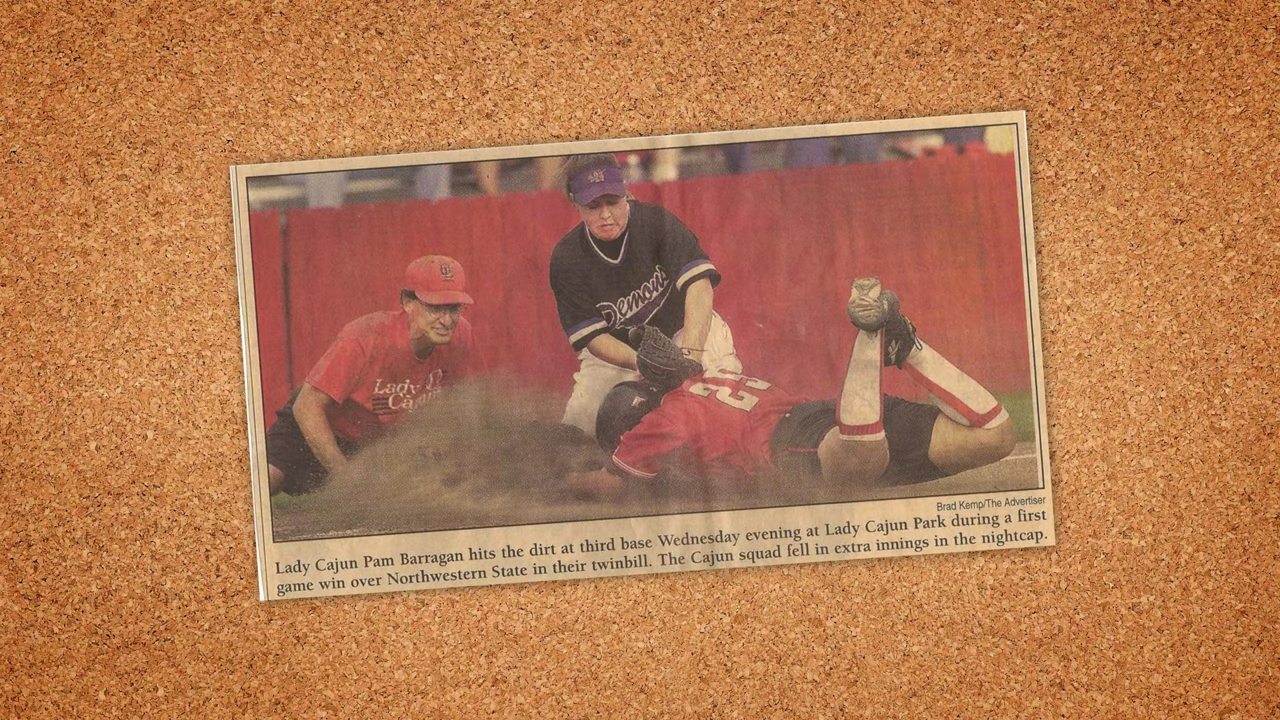 Demons
Lady
Cajun
25
Brad Kemp/The Advertiser
Lady Cajun Pam Barragan hits the dirt at third base Wednesday evening at Lady Cajun Park during a first
game win over Northwestern State in their twinbill. The Cajun squad fell in extra innings in the nightcap.